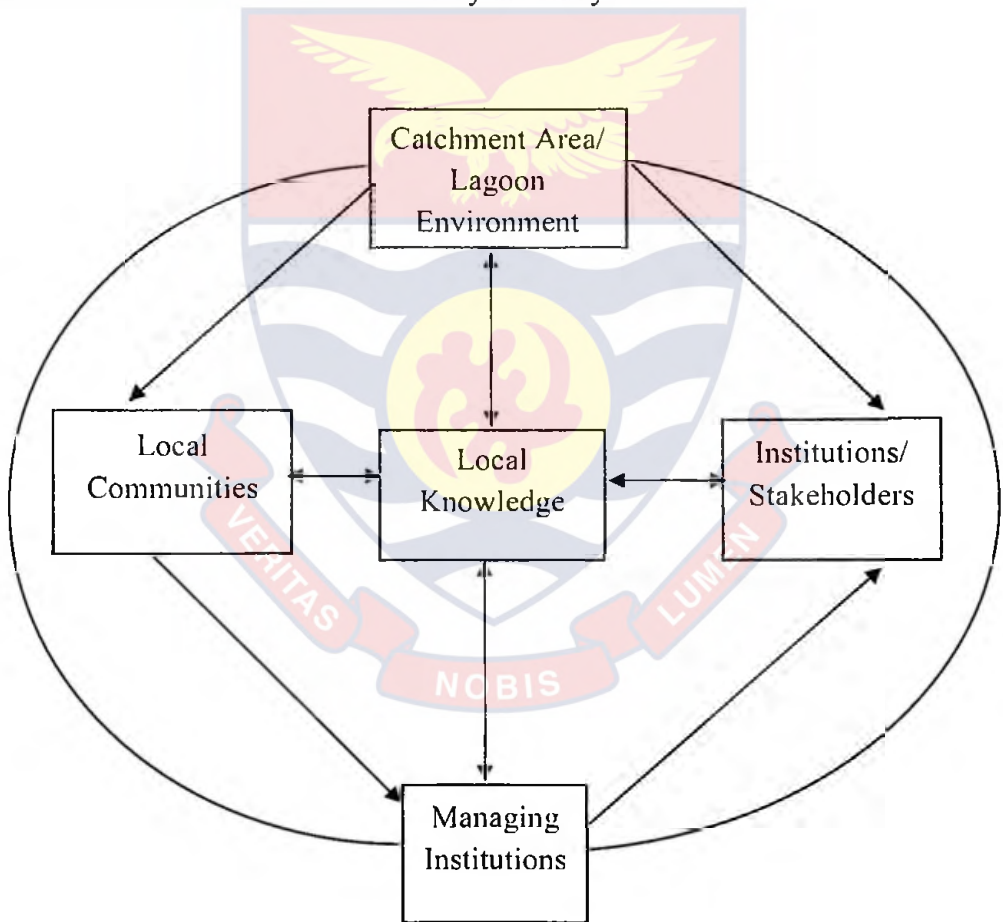 Catchment Area/
Lagoon
Environment
Local
Communities
Local
Knowledge
Institutions/
Stakeholders
VERITAS
NOBIS
LUMEN
Managing
Institutions